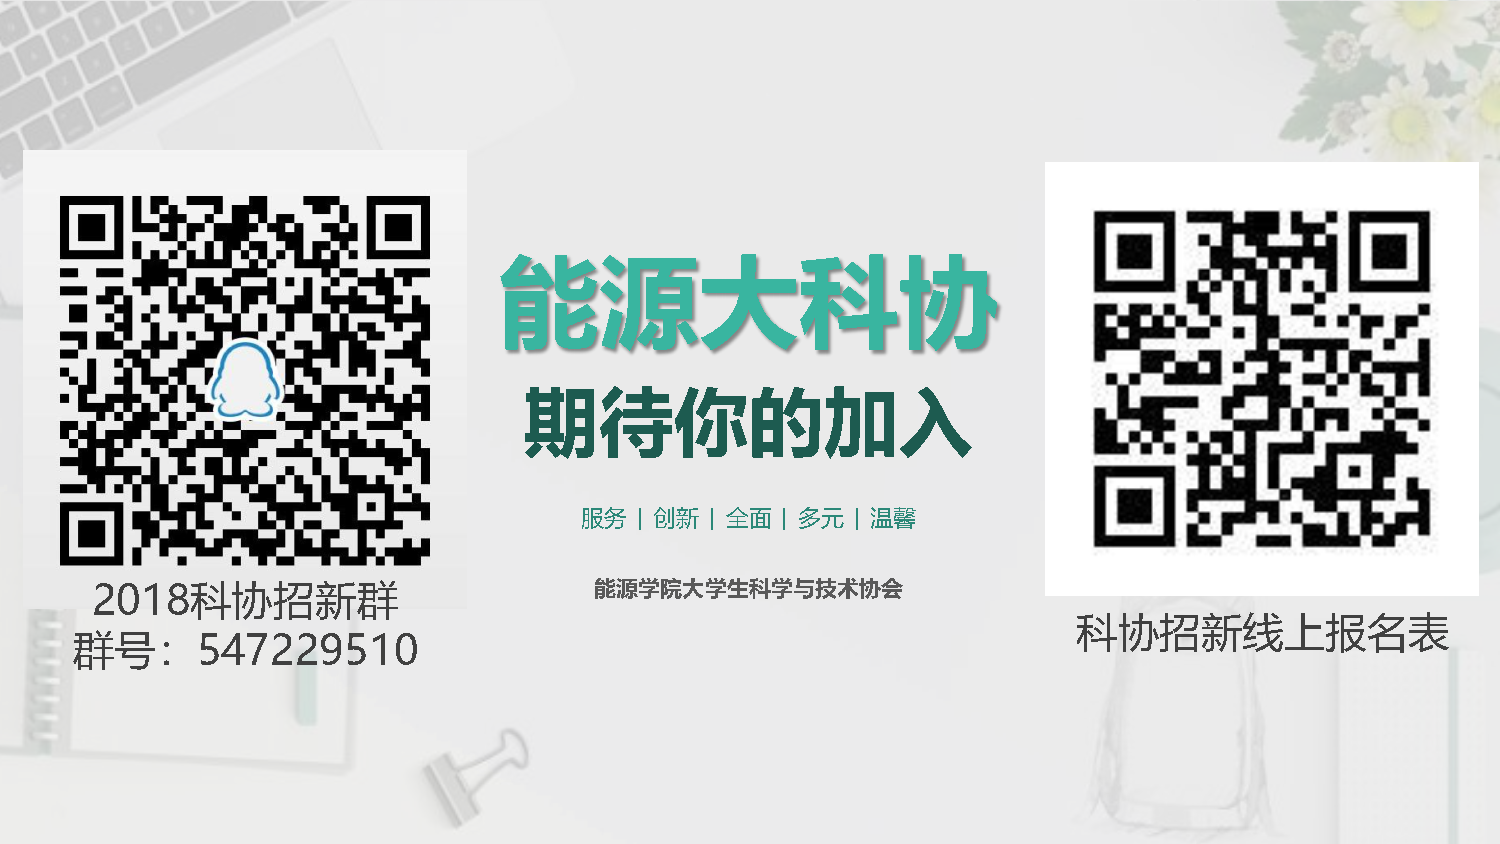 能源大科协
期待你的加入
服务 | 创新 | 全面 | 多元 | 温馨
能源学院大学生科学与技术协会
2018科协招新群
群号：547229510
科协招新线上报名表